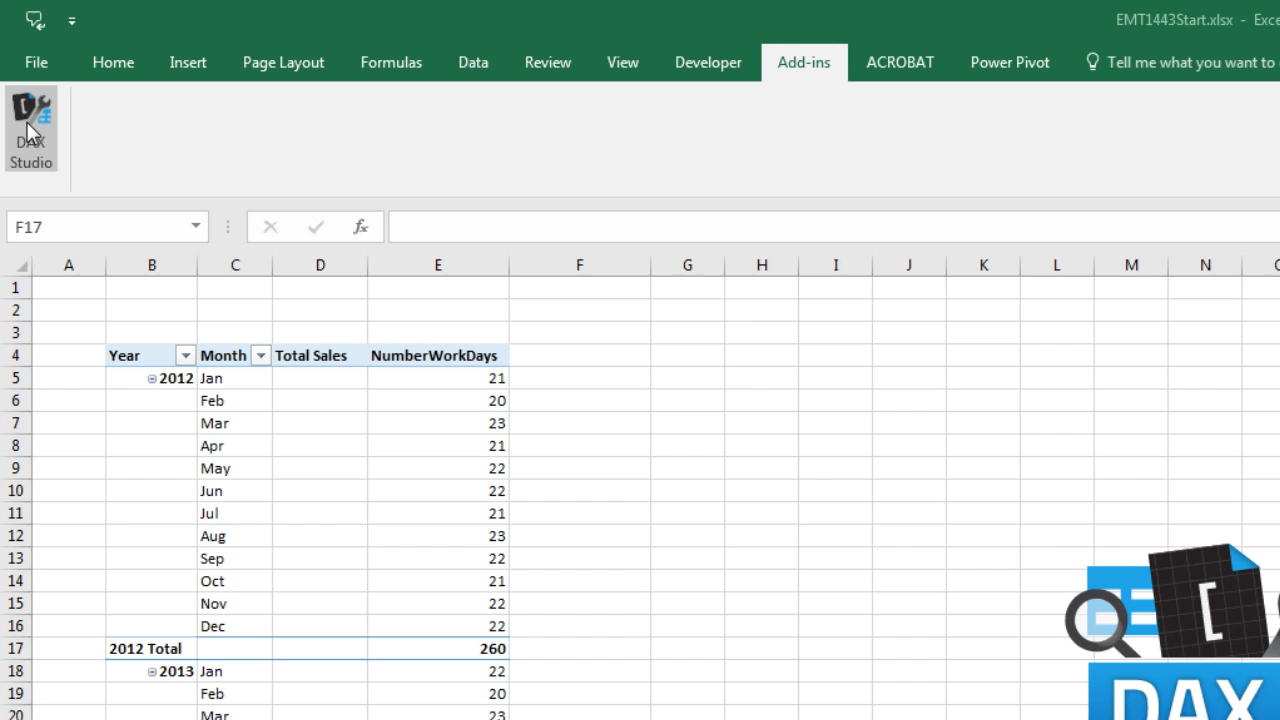 EMT1443Start.xlsx - Exce
File Home Insert Page Layout Formulas Data Review View Developer Add-ins ACROBAT Power Pivot Tell me what you want to
DAX
Studio
F17 fx
A B C D E F G H I J K L M N
1
2
3
4 Year Month Total Sales NumberWorkDays
5 2012 Jan 21
6 Feb 20
7 Mar 23
8 Apr 21
9 May 22
10 Jun 22
11 Jul 21
12 Aug 23
13 Sep 22
14 Oct 21
15 Nov 22
16 Dec 22
17 2012 Total 260
18 2013 Jan 22
19 Feb 20
20 Mar 23
[
DAX